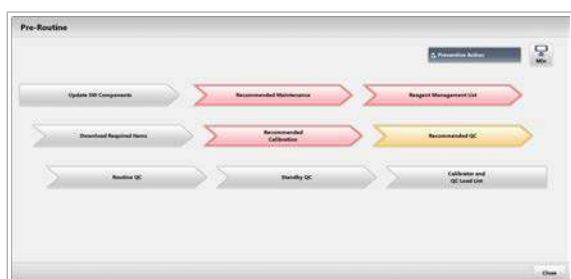 Pre-Routine
Preventive Action
Min
Update SW Components
Recommended Maintenance
Reagent Management List
Download Required Items
Recommended
Calibration
Recommended QC
Routine QC
Standby QC
Calibrator and
QC Load List
Close